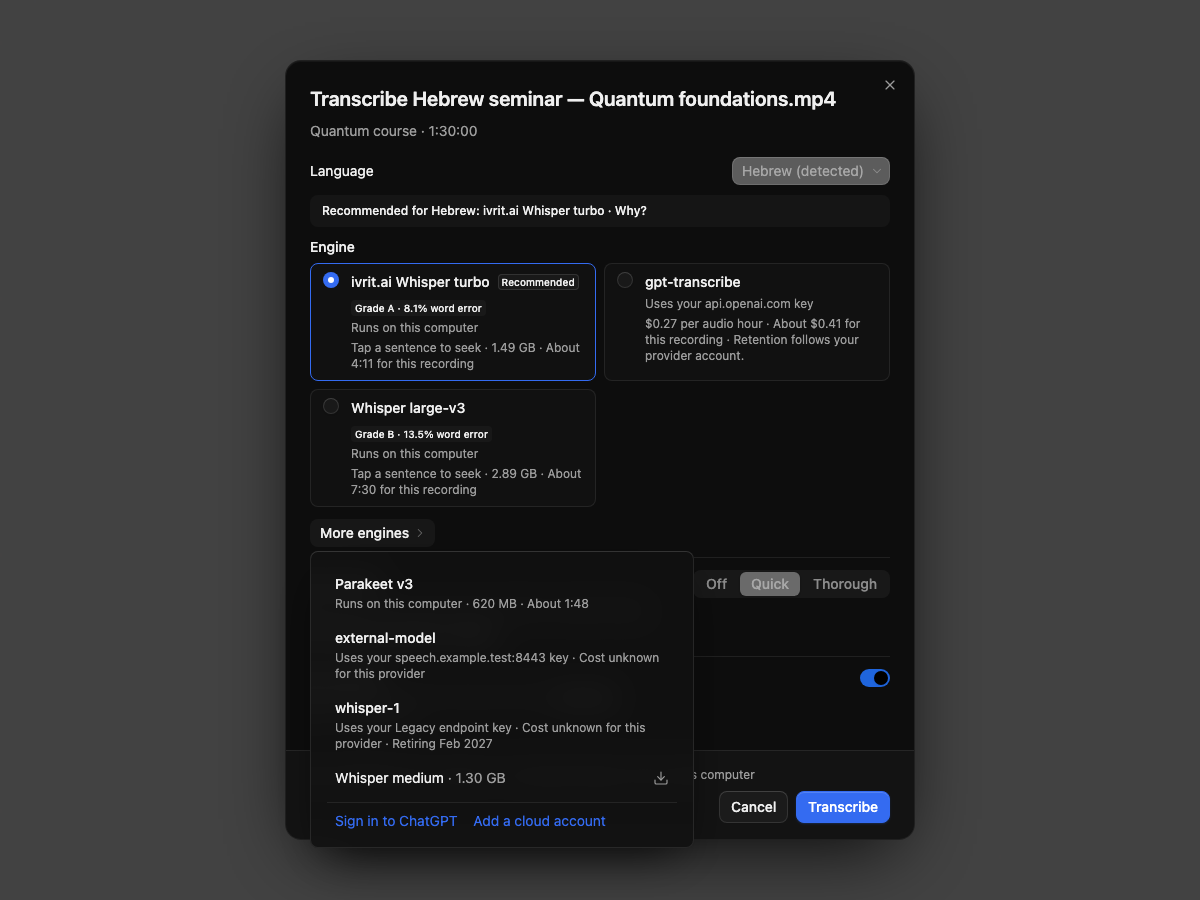 Transcribe Hebrew seminar — Quantum foundations.mp4
Quantum course · 1:30:00
Language
Hebrew (detected)
Recommended for Hebrew: ivrit.ai Whisper turbo · Why?
Engine
ivrit.ai Whisper turbo Recommended
Grade A · 8.1% word error
Runs on this computer
Tap a sentence to seek · 1.49 GB · About
4:11 for this recording
gpt-transcribe
Uses your api.openai.com key
$0.27 per audio hour · About $0.41 for
this recording · Retention follows your
provider account.
Whisper large-v3
Grade B · 13.5% word error
Runs on this computer
Tap a sentence to seek · 2.89 GB · About
7:30 for this recording
More engines
Off Quick Thorough
Parakeet v3
Runs on this computer · 620 MB · About 1:48
external-model
Uses your speech.example.test:8443 key · Cost unknown
for this provider
whisper-1
Uses your Legacy endpoint key · Cost unknown for this
provider · Retiring Feb 2027
Whisper medium · 1.30 GB
Sign in to ChatGPT Add a cloud account
computer
Cancel Transcribe